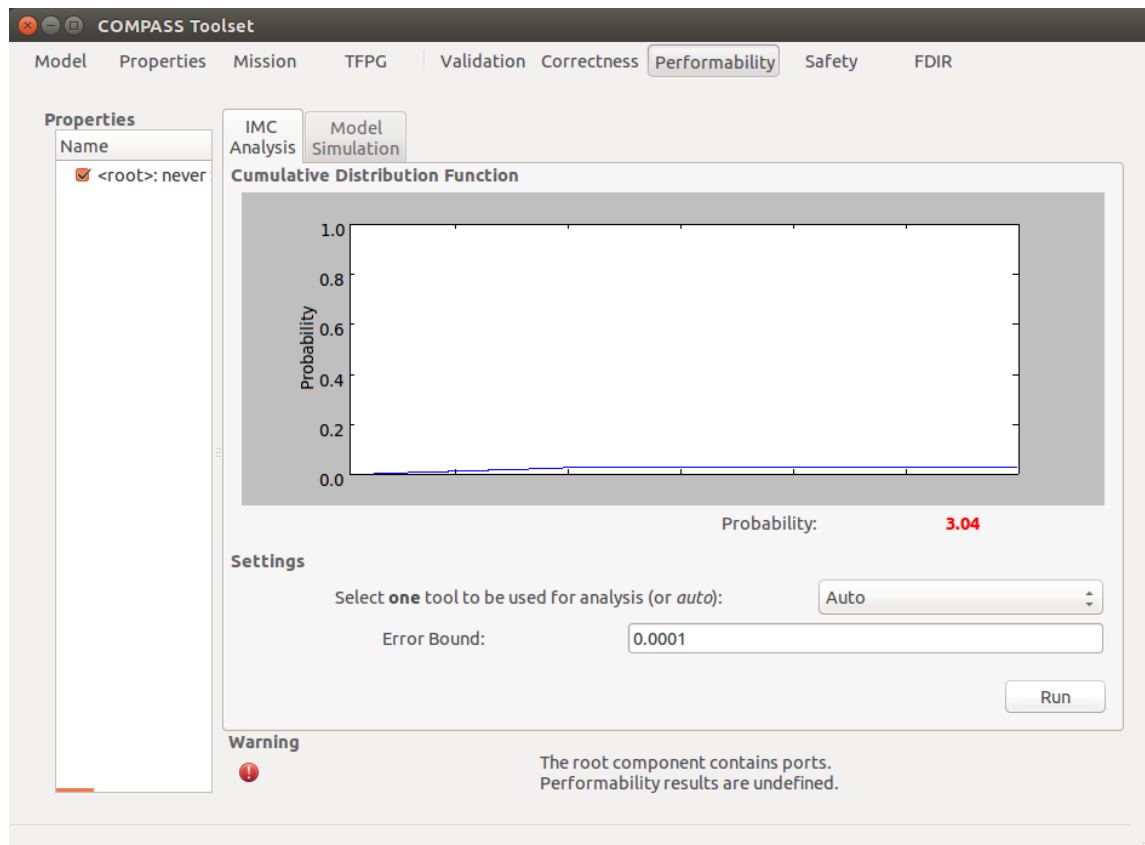 COMPASS Toolset
Model Properties Mission TFPG Validation Correctness Performability Safety FDIR
Properties
Name
<root>: never
IMC Analysis
Model Simulation
Cumulative Distribution Function
1.0
0.8
0.6
0.4
0.2
0.0
Probability
Probability: 3.04
Settings
Select one tool to be used for analysis (or auto): Auto
Error Bound: 0.0001
Run
Warning
The root component contains ports.
Performability results are undefined.